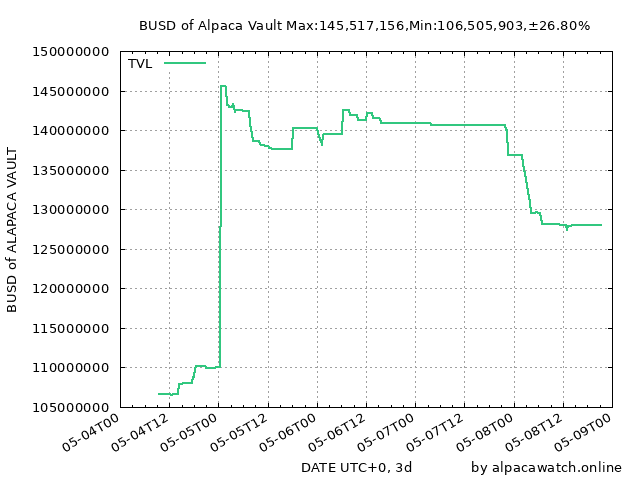 BUSD of Alpaca Vault Max:145,517,156,Min:106,505,903,±26.80%
TVL
150000000
145000000
140000000
135000000
130000000
125000000
120000000
115000000
110000000
105000000
BUSD of ALAPACA VAULT
05-04T00
05-04T12
05-05T00
05-05T12
05-06T00
05-06T12
05-07T00
05-07T12
05-08T00
05-08T12
05-09T00
DATE UTC+0, 3d
by alpacawatch.online